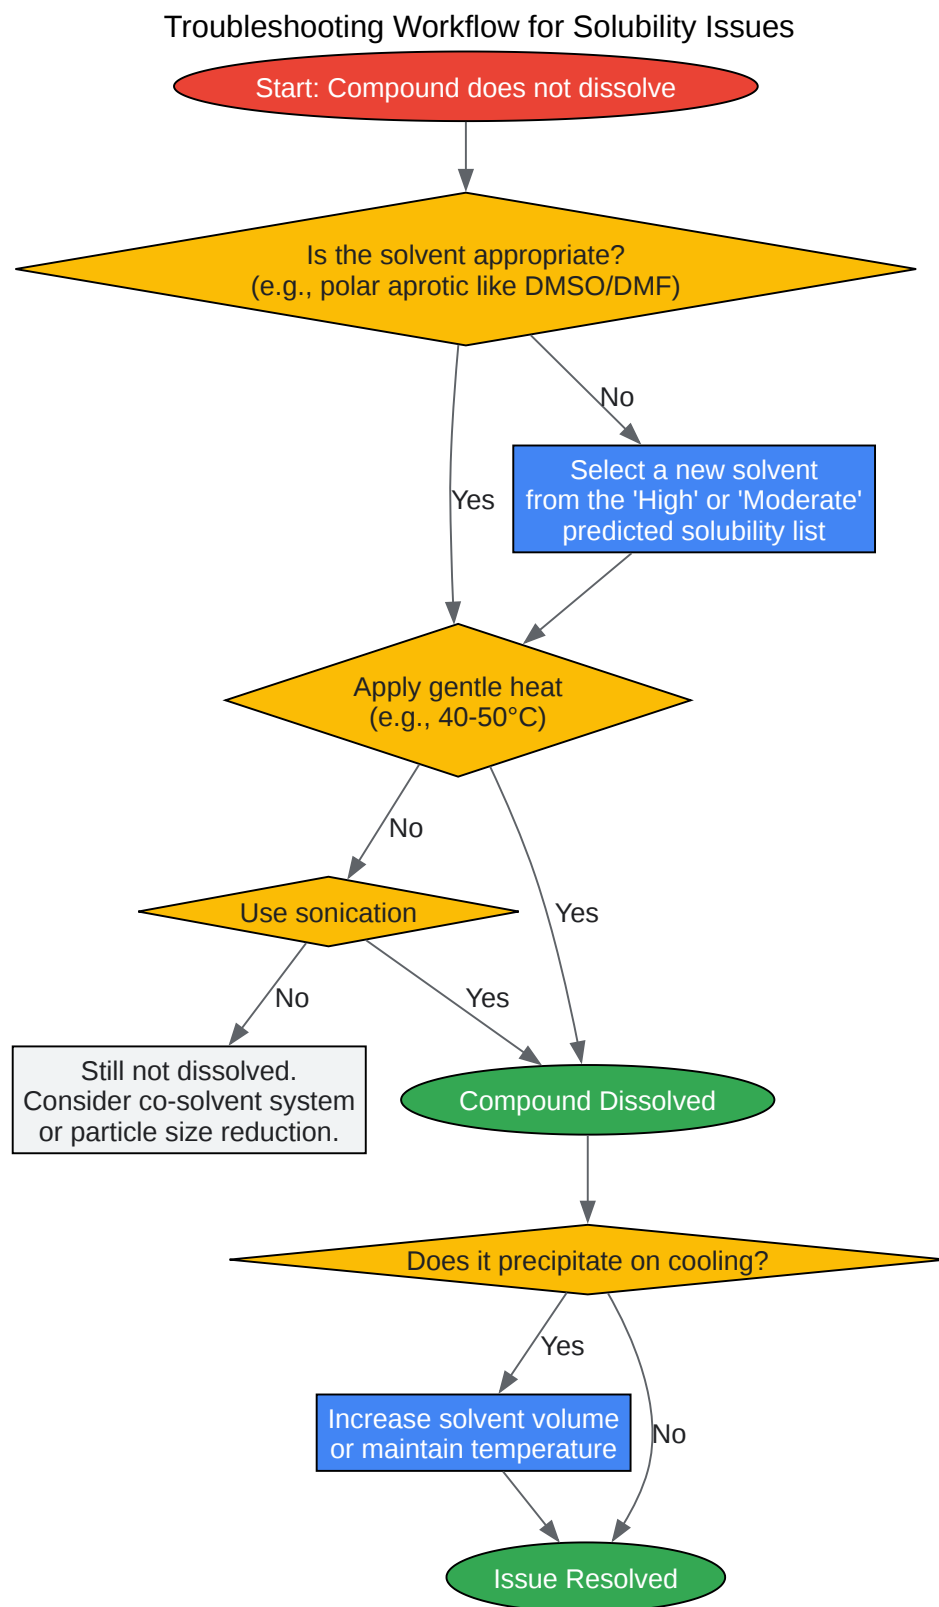 Troubleshooting Workflow for Solubility Issues
Start: Compound does not dissolve
Is the solvent appropriate?
(e.g., polar aprotic like DMSO/DMF)
No
Select a new solvent
from the 'High' or 'Moderate'
predicted solubility list
Yes
Apply gentle heat
(e.g., 40-50°C)
No
Use sonication
Yes
No
Yes
Still not dissolved.
Consider co-solvent system
or particle size reduction.
Compound Dissolved
Does it precipitate on cooling?
Yes
Increase solvent volume
or maintain temperature
No
Issue Resolved